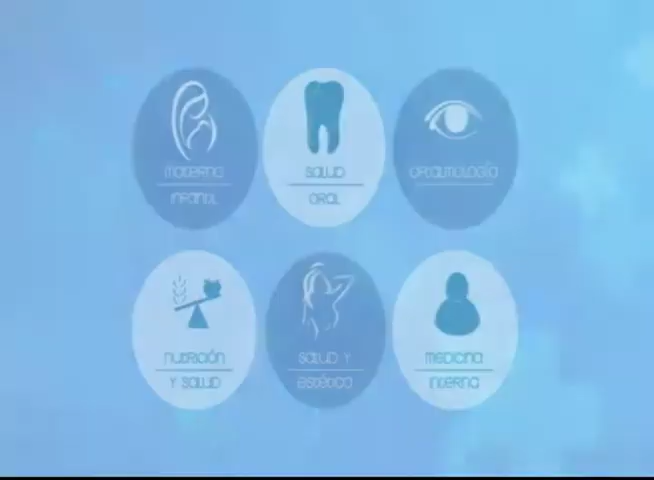 materno
infantil
salud
oral
oftalmología
nutrición
y salud
salud y
estética
medicina
interna